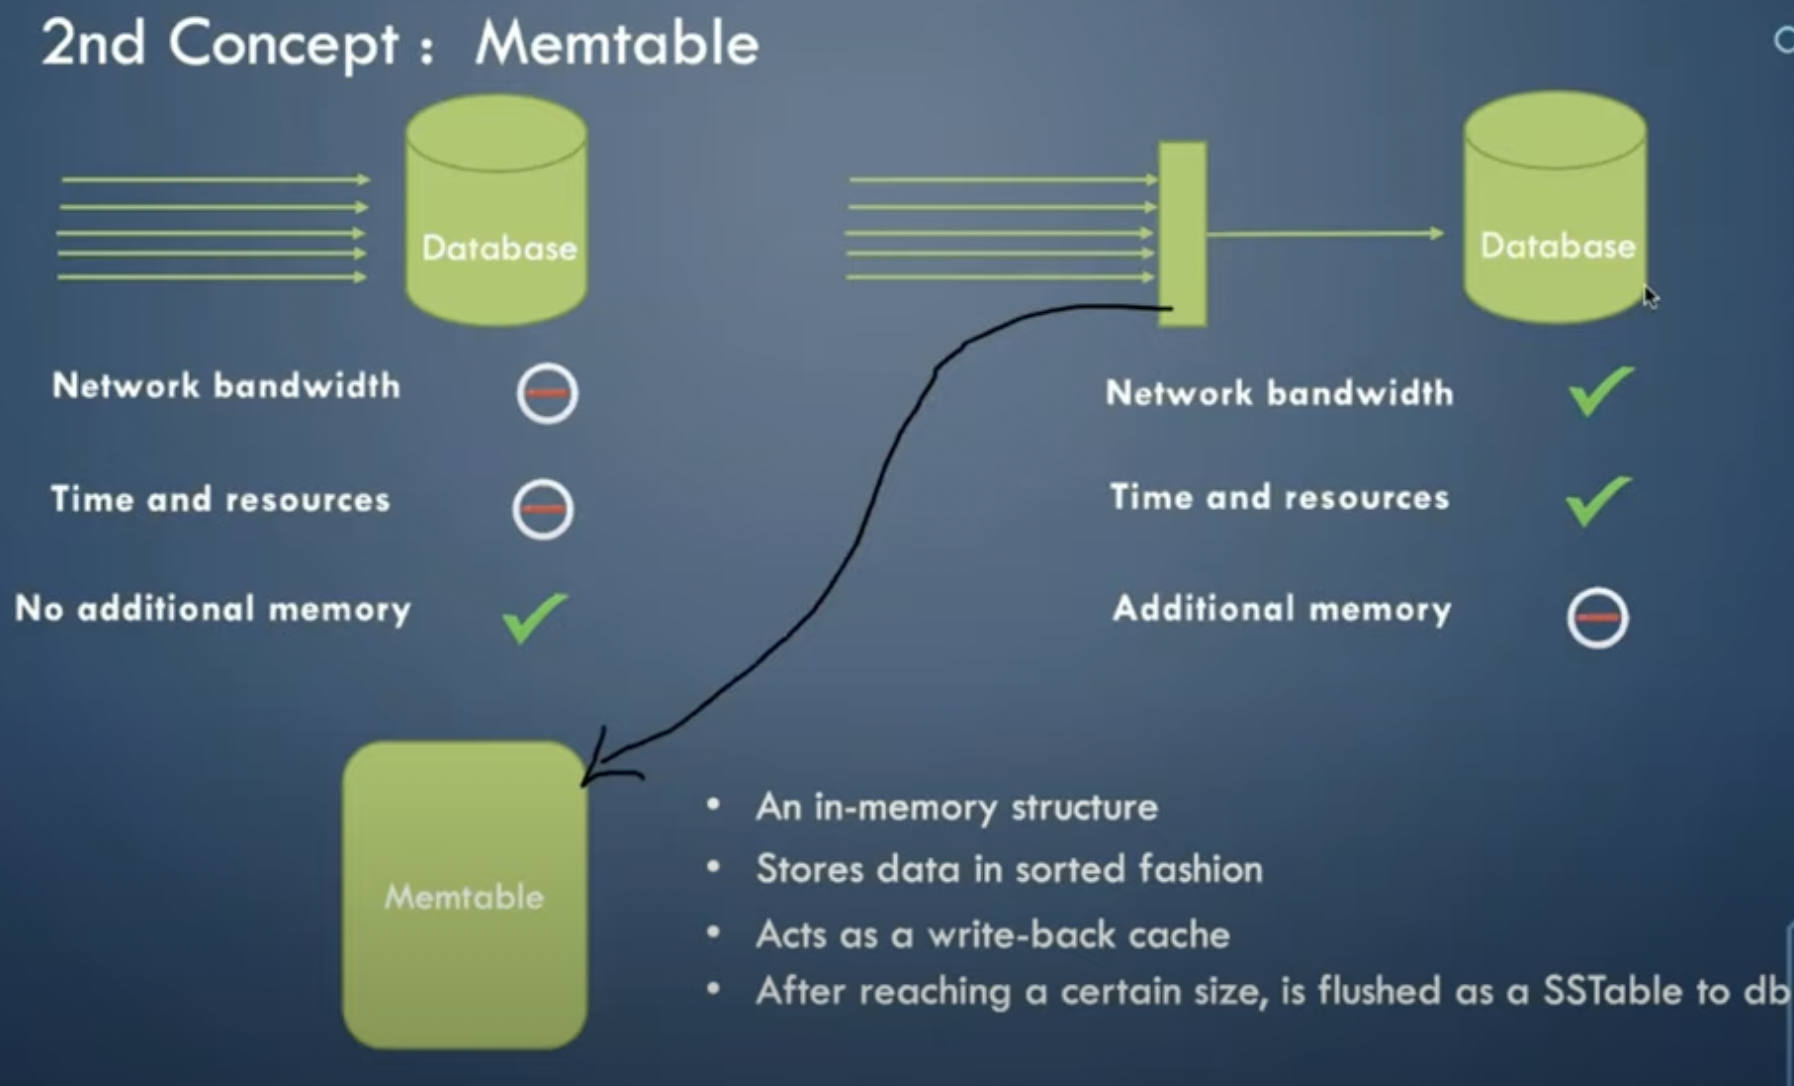 2nd Concept : Memtable
Database
Database
Network bandwidth
Time and resources
No additional memory
Network bandwidth
Time and resources
Additional memory
Memtable
• An in-memory structure
• Stores data in sorted fashion
• Acts as a write-back cache
• After reaching a certain size, is flushed as a SSTable to db